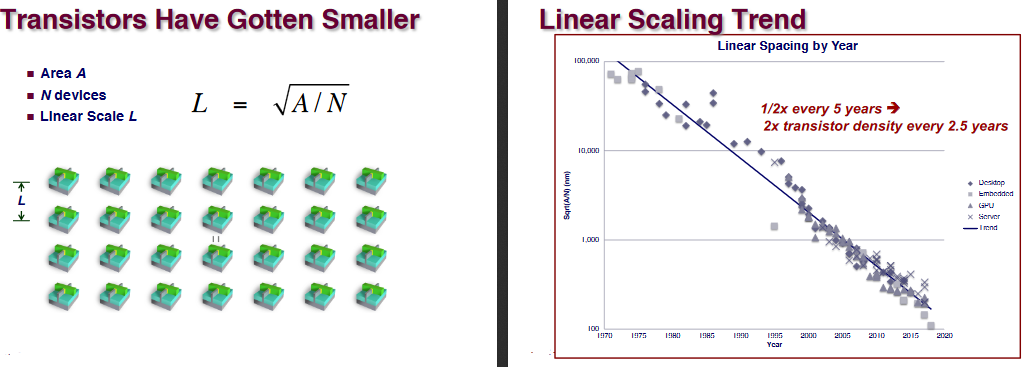 Transistors Have Gotten Smaller
Area A
N devices
Linear Scale L
L = √A / N
L
Linear Scaling Trend
Linear Spacing by Year
1/2x every 5 years ➔
2x transistor density every 2.5 years
Sqrt(A/N) (nm)
100,000
10,000
1,000
100
1970 1975 1980 1985 1990 1995 2000 2005 2010 2015 2020
Year
Desktop
Embedded
GPU
Server
Trend